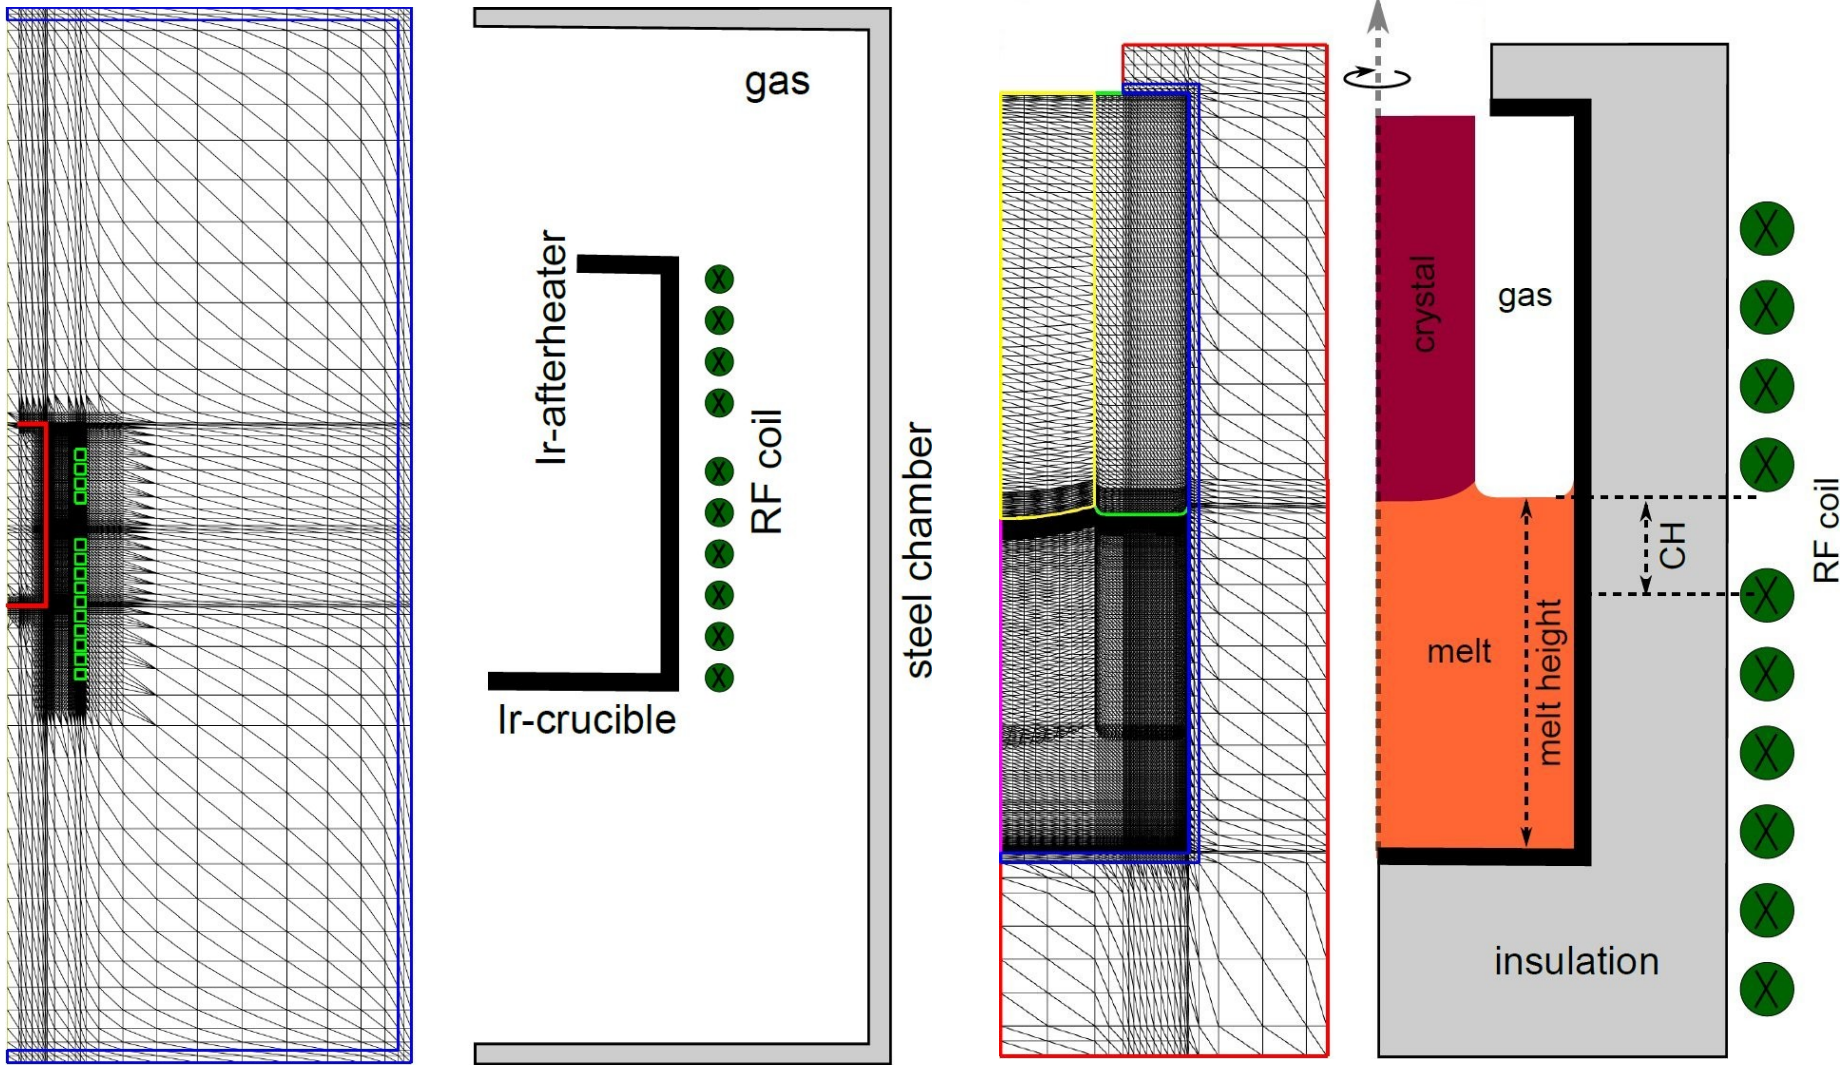 gas
Ir-afterheater
RF coil
steel chamber
Ir-crucible
crystal
gas
CH
RF coil
melt
melt height
insulation